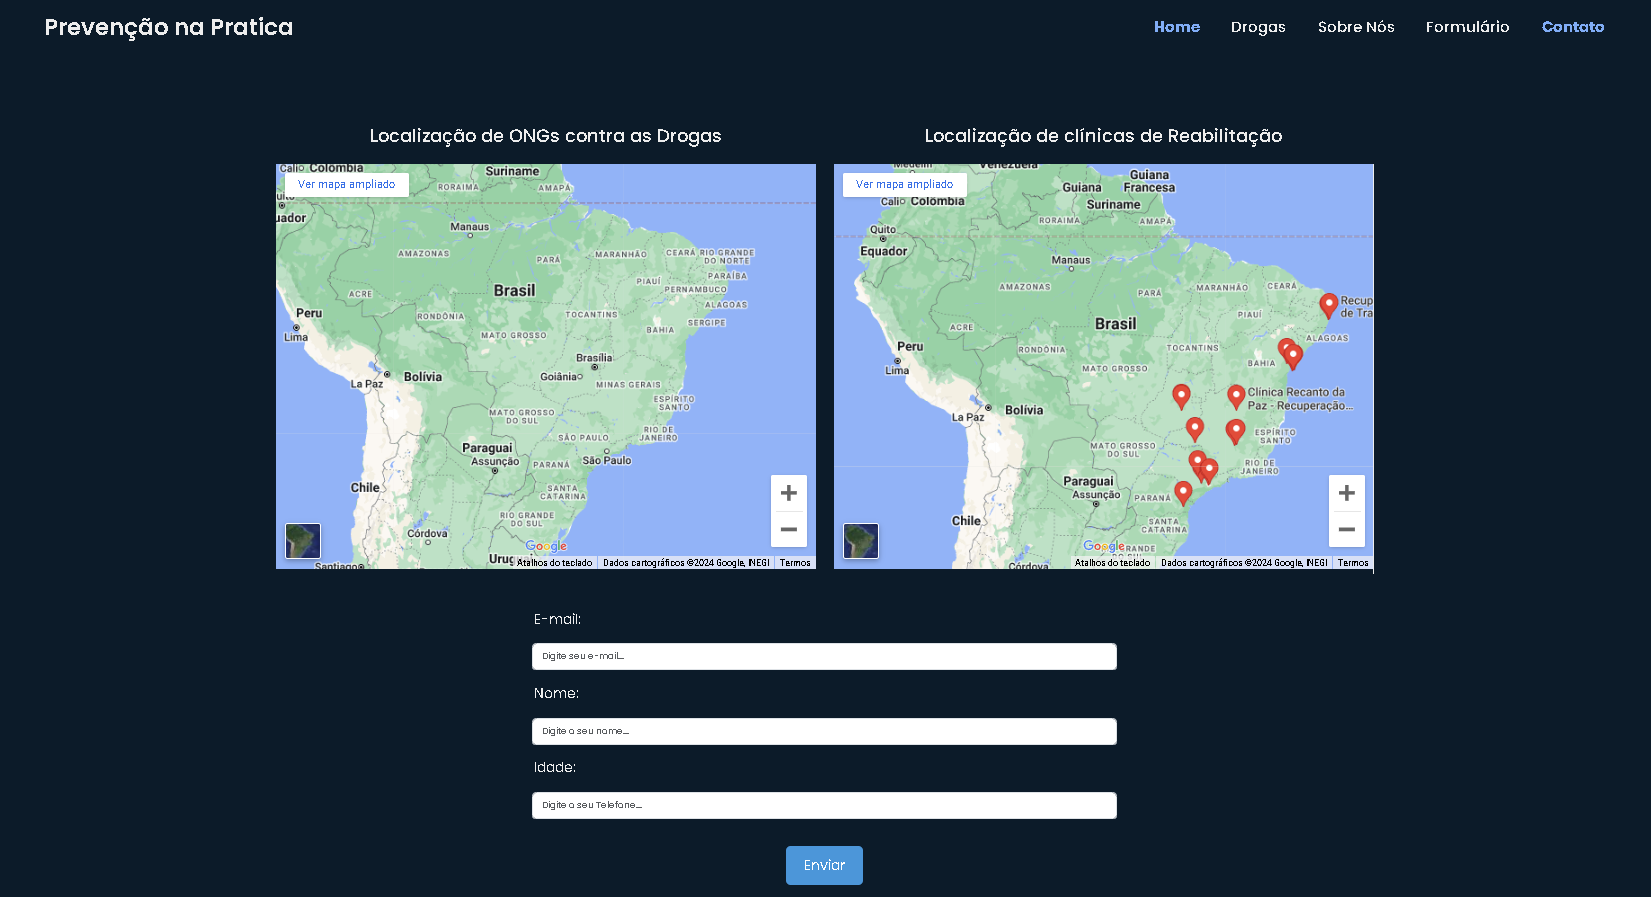 Prevenção na Pratica
Home Drogas Sobre Nós Formulário Contato
Localização de ONGs contra as Drogas
Ver mapa ampliado
Cali Colômbia
Suriname
RORAIMA
AMAPÁ
uador
Manaus
AMAZONAS
PARÁ
MARANHÃO
CEARÁ
RIO GRANDE
DO NORTE
PARAÍBA
PIAUÍ
PERNAMBUCO
ACRE
Brasil
ALAGOAS
Peru
RONDÔNIA
TOCANTINS
SERGIPE
Lima
MATO GROSSO
BAHIA
Brasília
La Paz
Bolívia
Goiânia
MINAS GERAIS
MATO GROSSO
DO SUL
ESPÍRITO
SANTO
SÃO PAULO
RIO DE
JANEIRO
Paraguai
Assunção
PARANÁ
São Paulo
Chile
SANTA
CATARINA
RIO GRANDE
DO SUL
Córdova
Google
Urug
Santiago
Atalhos do teclado
Dados cartográficos ©2024 Google, INEGI
Termos
Localização de clínicas de Reabilitação
Medellín
Venezuela
Ver mapa ampliado
Guiana
Guiana
Francesa
Cali Colômbia
Suriname
RORAIMA
AMAPÁ
Quito
Equador
Manaus
AMAZONAS
PARÁ
MARANHÃO
CEARÁ
Recup
de Tra
PIAUÍ
ACRE
Brasil
ALAGOAS
Peru
RONDÔNIA
TOCANTINS
Lima
MATO GROSSO
BAHIA
La Paz
Bolívia
Clínica Recanto da
Paz - Recuperação...
MATO GROSSO
DO SUL
ESPÍRITO
SANTO
RIO DE
JANEIRO
Paraguai
Assunção
PARANÁ
Chile
SANTA
CATARINA
Google
GRANDE
DO SUL
Córdova
Atalhos do teclado
Dados cartográficos ©2024 Google, INEGI
Termos
E-mail:
Digite seu e-mail...
Nome:
Digite o seu nome...
Idade:
Digite o seu Telefone...
Enviar